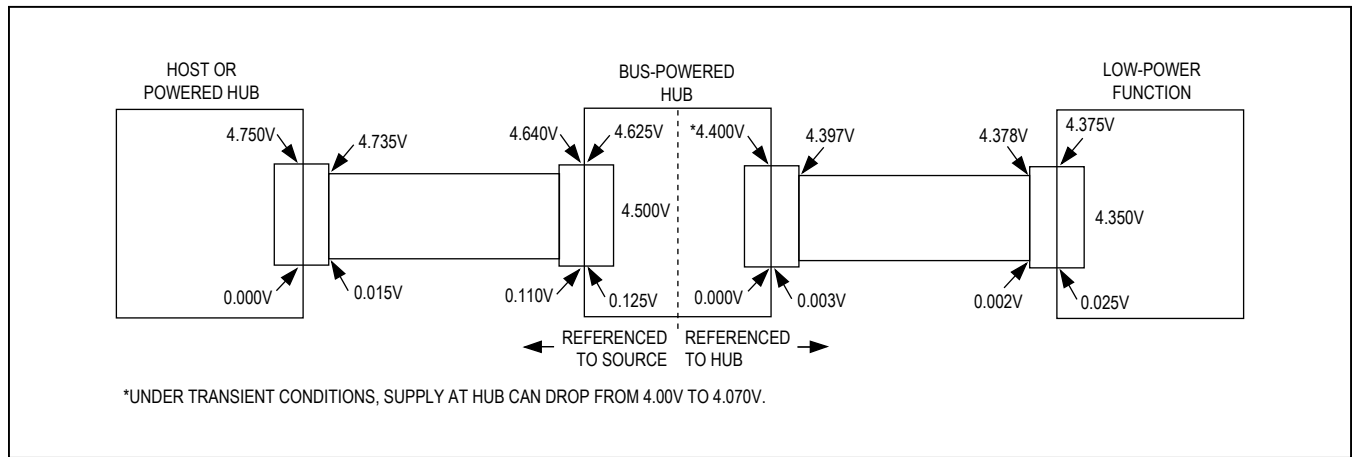 HOST OR
POWERED HUB
BUS-POWERED
HUB
LOW-POWER
FUNCTION
4.750V
4.735V
4.640V
4.625V
*4.400V
4.397V
4.378V
4.375V
4.500V
4.350V
0.000V
0.015V
0.110V
0.125V
0.000V
0.003V
0.002V
0.025V
REFERENCED
TO SOURCE
REFERENCED
TO HUB
*UNDER TRANSIENT CONDITIONS, SUPPLY AT HUB CAN DROP FROM 4.00V TO 4.070V.